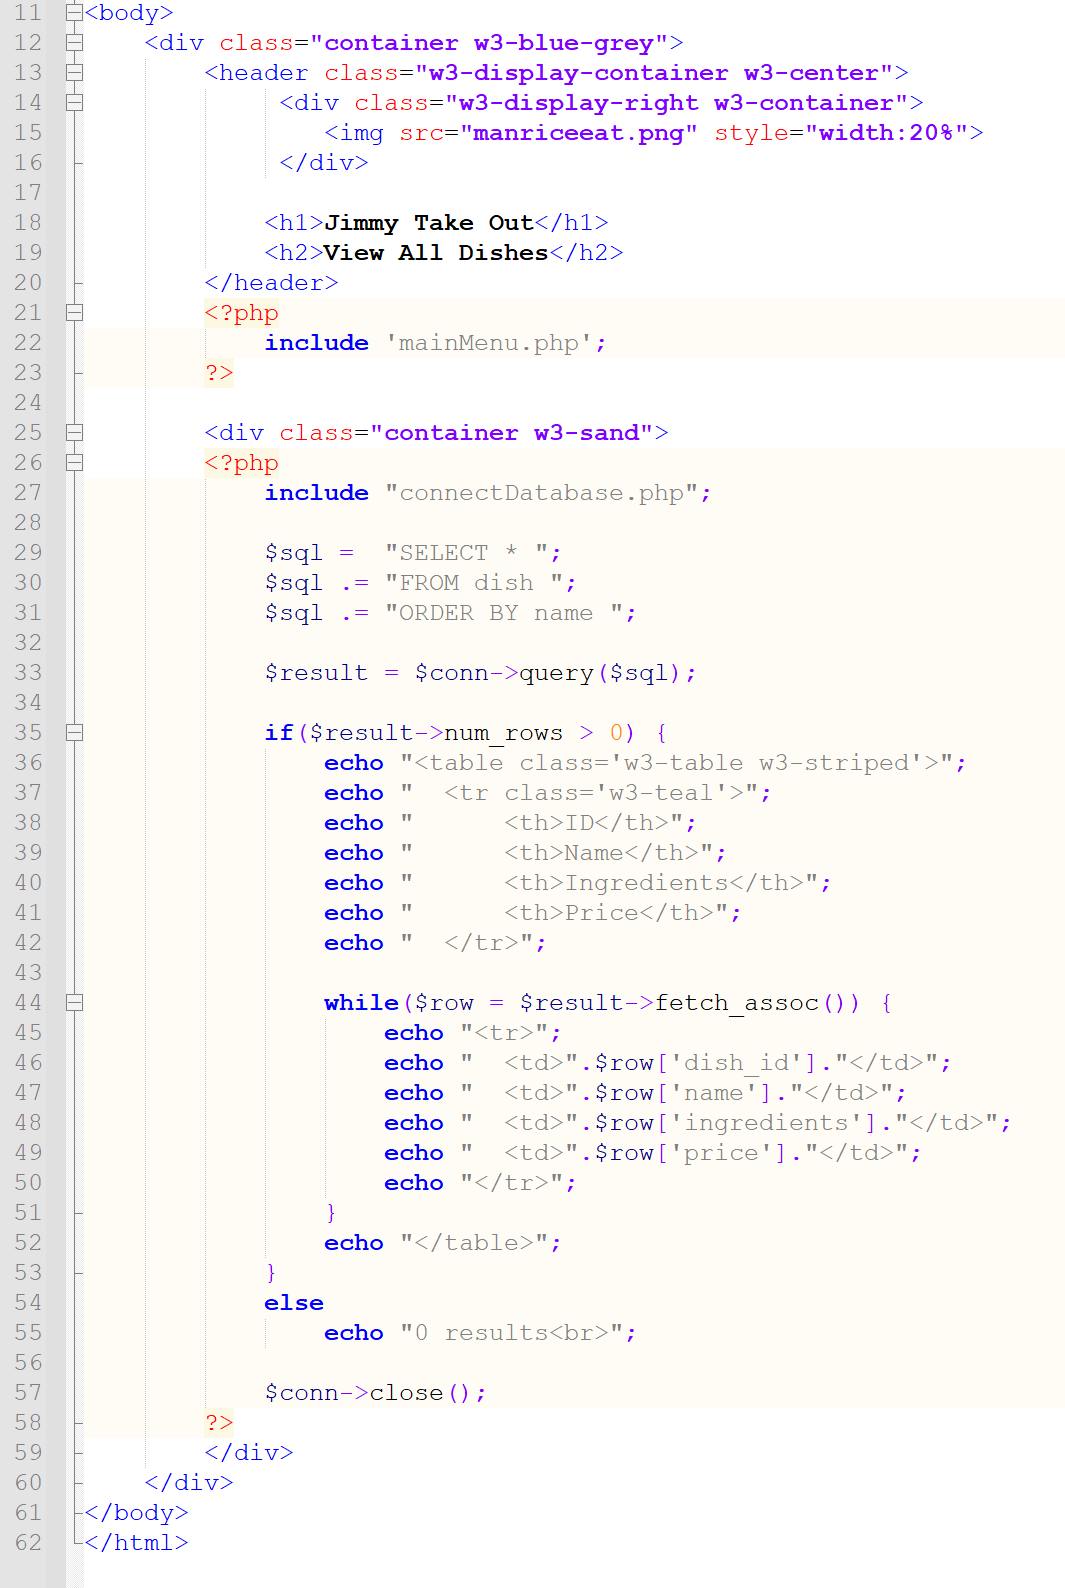 11 <body>
12     <div class="container w3-blue-grey">
13         <header class="w3-display-container w3-center">
14              <div class="w3-display-right w3-container">
15                 <img src="manriceeat.png" style="width:20%">
16              </div>
17
18             <h1>Jimmy Take Out</h1>
19             <h2>View All Dishes</h2>
20         </header>
21         <?php
22             include 'mainMenu.php';
23         ?>
24
25         <div class="container w3-sand">
26         <?php
27             include "connectDatabase.php";
28
29             $sql =  "SELECT * ";
30             $sql .= "FROM dish ";
31             $sql .= "ORDER BY name ";
32
33             $result = $conn->query($sql);
34
35             if($result->num_rows > 0) {
36                 echo "<table class='w3-table w3-striped'>";
37                 echo "  <tr class='w3-teal'>";
38                 echo "      <th>ID</th>";
39                 echo "      <th>Name</th>";
40                 echo "      <th>Ingredients</th>";
41                 echo "      <th>Price</th>";
42                 echo "  </tr>";
43
44                 while($row = $result->fetch_assoc()) {
45                     echo "<tr>";
46                     echo "  <td>".$row['dish_id']."</td>";
47                     echo "  <td>".$row['name']."</td>";
48                     echo "  <td>".$row['ingredients']."</td>";
49                     echo "  <td>".$row['price']."</td>";
50                     echo "</tr>";
51                 }
52                 echo "</table>";
53             }
54             else
55                 echo "0 results<br>";
56
57             $conn->close();
58         ?>
59         </div>
60     </div>
61 </body>
62 </html>